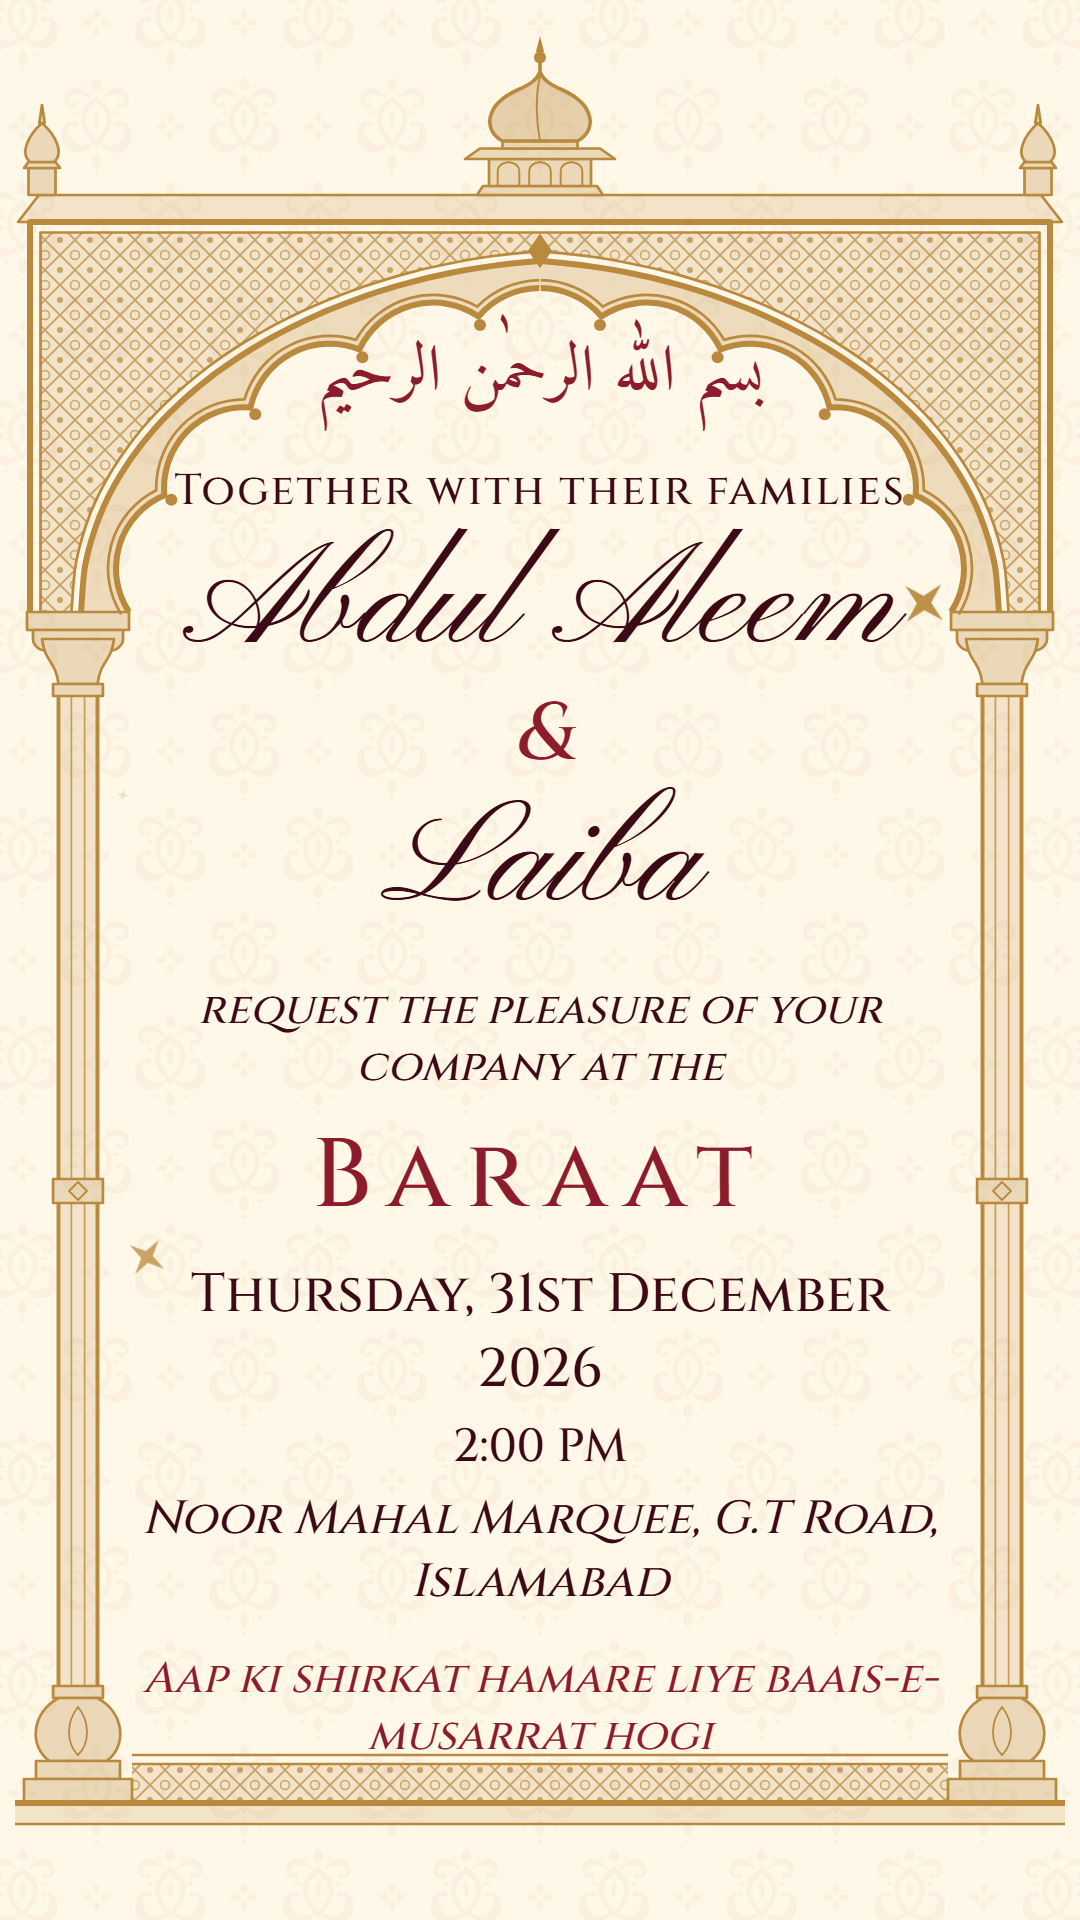 بسم الله الرحمٰن الرحيم
Together with their families
Abdul Aleem
&
Laiba
request the pleasure of your
company at the
Baraat
Thursday, 31st December
2026
2:00 PM
Noor Mahal Marquee, G.T Road,
Islamabad
Aap ki shirkat hamare liye baais-e-
musarrat hogi